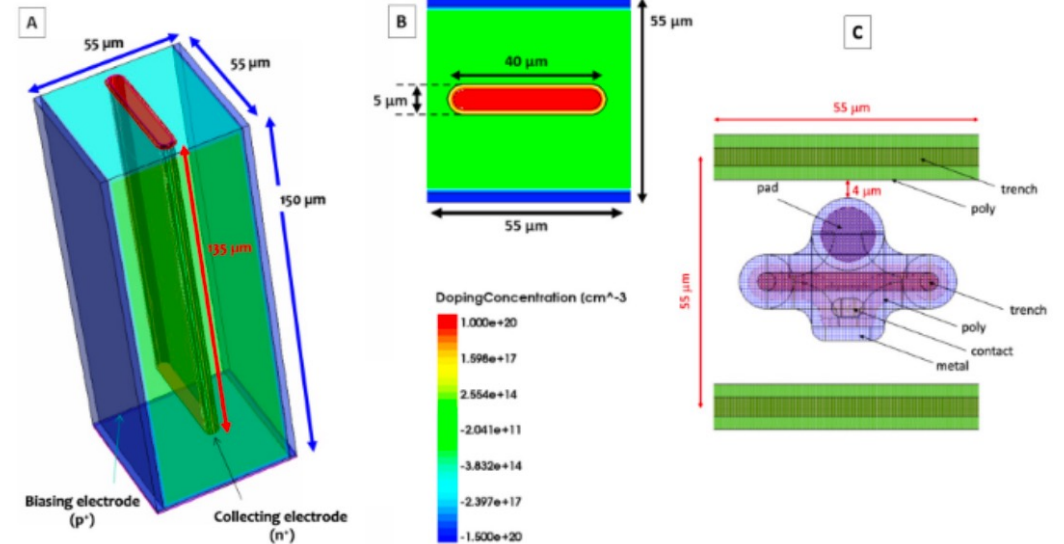 A
55 µm
55 µm
150 µm
135 µm
Biasing electrode
(p⁺)
Collecting electrode
(n⁺)
B
55 µm
40 µm
5 µm
55 µm
DopingConcentration (cm^-3
1.000e+20
1.598e+17
2.554e+14
-2.041e+11
-3.832e+14
-2.397e+17
-1.500e+20
C
55 µm
trench
pad
4 µm
poly
55 µm
trench
poly
contact
metal